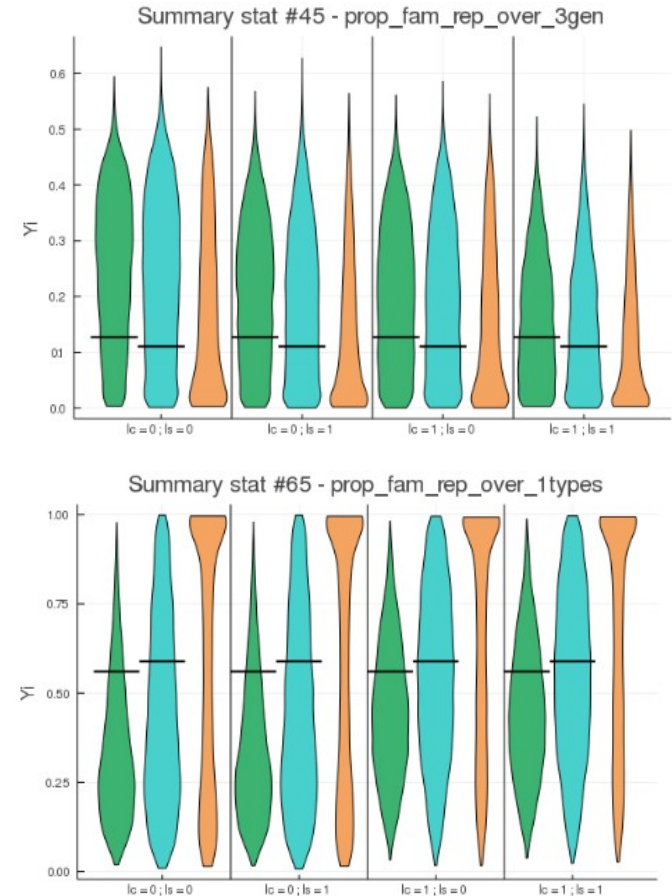 Summary stat #45 - prop_fam_rep_over_3gen
0.6
0.5
0.4
0.3
0.2
01
0.0
Yi
lc = 0 ; ls = 0
lc = 0 ; ls = 1
lc = 1 ; ls = 0
lc = 1 ; ls = 1
Summary stat #65 - prop_fam_rep_over_1types
1.00
0.75
0.50
0.25
0.00
Yi
lc = 0 ; ls = 0
lc = 0 ; ls = 1
lc = 1 ; ls = 0
lc = 1 ; ls = 1